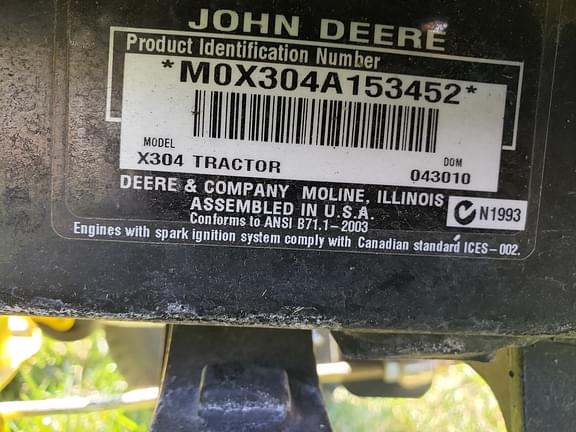 JOHN DEERE
Product Identification Number
*M0X304A153452*
MODEL DOM
X304 TRACTOR 043010
DEERE & COMPANY MOLINE, ILLINOIS
ASSEMBLED IN U.S.A. N1993
Conforms to ANSI B71.1-2003
Engines with spark ignition system comply with Canadian standard ICES-002.